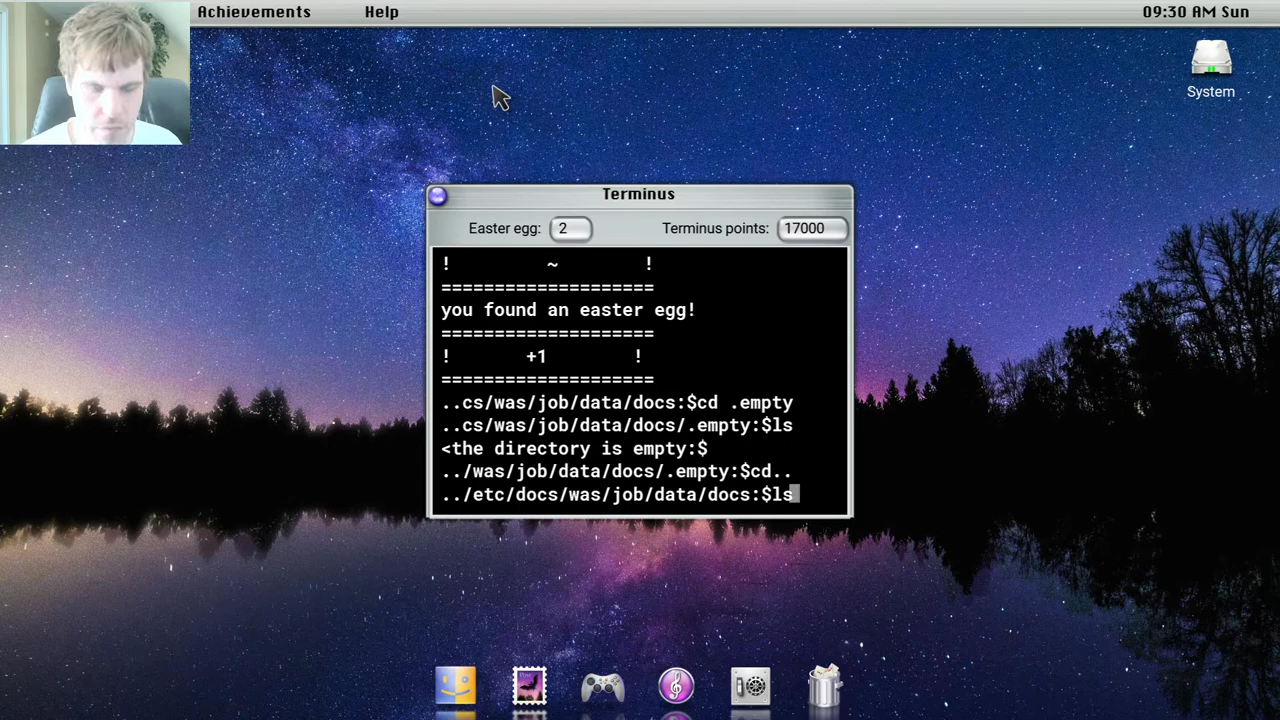 Achievements Help 09:30 AM Sun
System
Terminus
Easter egg: 2 Terminus points: 17000
! ~ !
====================
you found an easter egg!
====================
! +1 !
====================
..cs/was/job/data/docs:$cd .empty
..cs/was/job/data/docs/.empty:$ls
<the directory is empty:$
../was/job/data/docs/.empty:$cd..
../etc/docs/was/job/data/docs:$ls